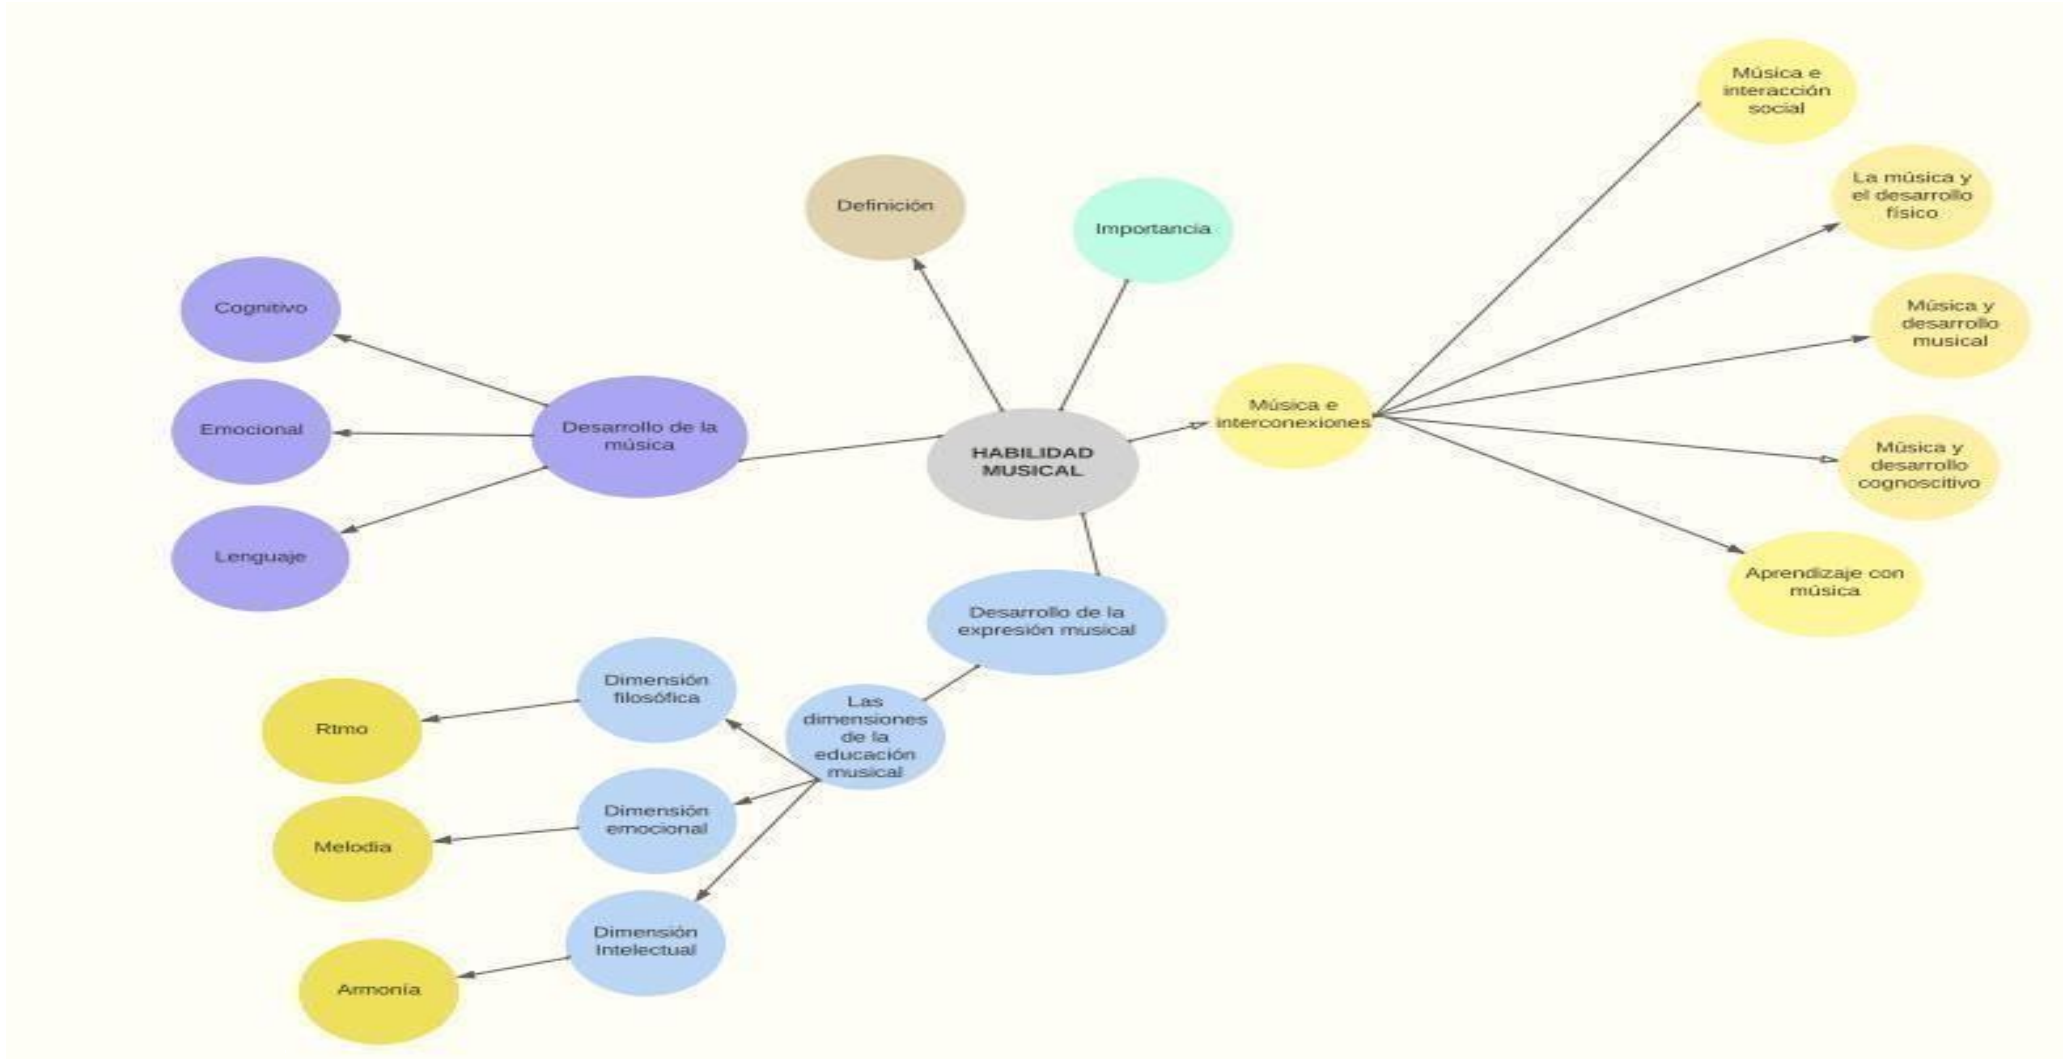 Música e
interacción
social
La música y
el desarrollo
físico
Definición
Importancia
Cognitivo
Música y
desarrollo
musical
Música e
interconexiones
Emocional
Desarrollo de la
música
HABILIDAD
MUSICAL
Música y
desarrollo
cognoscitivo
Lenguaje
Aprendizaje con
música
Desarrollo de la
expresión musical
Dimensión
filosófica
Las
dimensiones
de la
educación
musical
Rtmo
Dimensión
emocional
Melodia
Dimensión
Intelectual
Armonía